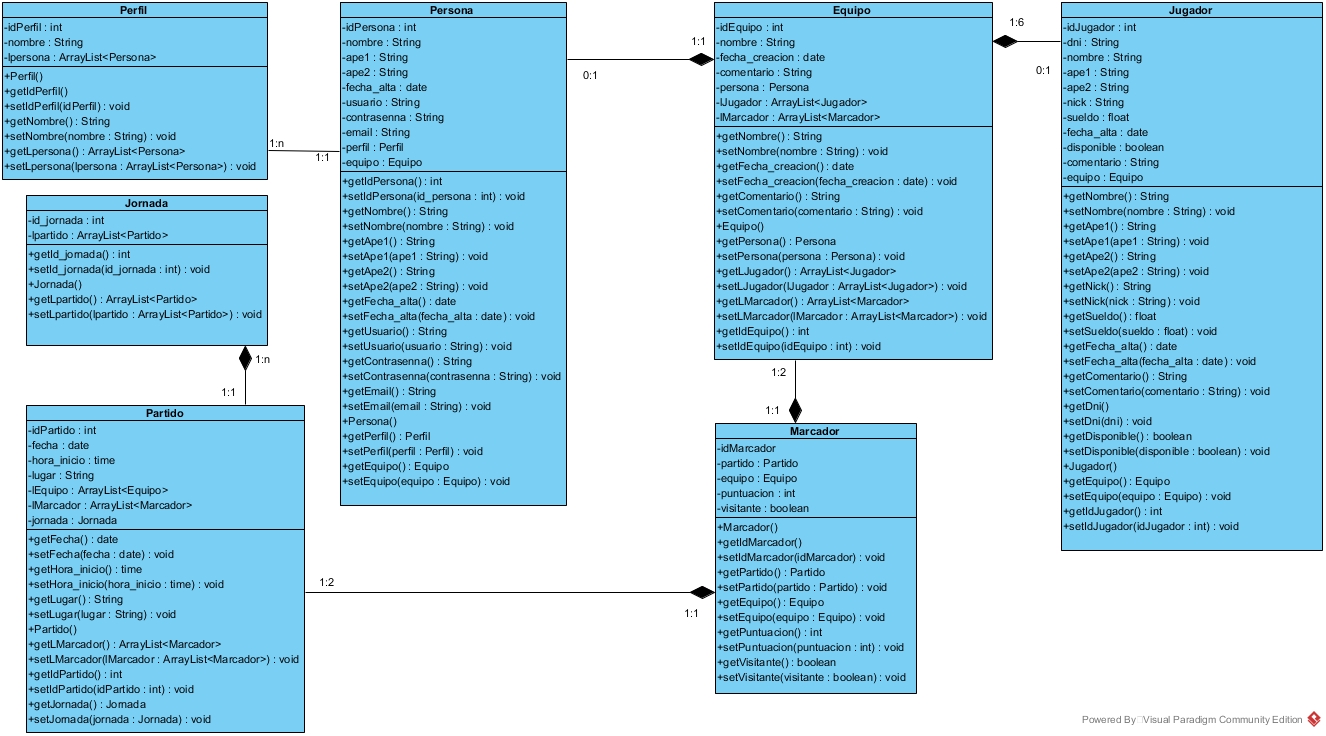 Perfil
-idPerfil : int
-nombre : String
-lpersona : ArrayList<Persona>
+Perfil()
+getIdPerfil()
+setIdPerfil(idPerfil) : void
+getNombre() : String
+setNombre(nombre : String) : void
+getLpersona() : ArrayList<Persona>
+setLpersona(lpersona : ArrayList<Persona>) : void
1:n
1:1
Persona
-idPersona : int
-nombre : String
-ape1 : String
-ape2 : String
-fecha_alta : date
-usuario : String
-contrasenna : String
-email : String
-perfil : Perfil
-equipo : Equipo
+getIdPersona() : int
+setIdPersona(id_persona : int) : void
+getNombre() : String
+setNombre(nombre : String) : void
+getApe1() : String
+setApe1(ape1 : String) : void
+getApe2() : String
+setApe2(ape2 : String) : void
+getFecha_alta() : date
+setFecha_alta(fecha_alta : date) : void
+getUsuario() : String
+setUsuario(usuario : String) : void
+getContrasenna() : String
+setContrasenna(contrasenna : String) : void
+getEmail() : String
+setEmail(email : String) : void
+Persona()
+getPerfil() : Perfil
+setPerfil(perfil : Perfil) : void
+getEquipo() : Equipo
+setEquipo(equipo : Equipo) : void
1:1
0:1
Equipo
-idEquipo : int
-nombre : String
-fecha_creacion : date
-comentario : String
-persona : Persona
-lJugador : ArrayList<Jugador>
-lMarcador : ArrayList<Marcador>
+getNombre() : String
+setNombre(nombre : String) : void
+getFecha_creacion() : date
+setFecha_creacion(fecha_creacion : date) : void
+getComentario() : String
+setComentario(comentario : String) : void
+Equipo()
+getPersona() : Persona
+setPersona(persona : Persona) : void
+getLJugador() : ArrayList<Jugador>
+setLJugador(lJugador : ArrayList<Jugador>) : void
+getLMarcador() : ArrayList<Marcador>
+setLMarcador(lMarcador : ArrayList<Marcador>) : void
+getIdEquipo() : int
+setIdEquipo(idEquipo : int) : void
1:6
0:1
Jugador
-idJugador : int
-dni : String
-nombre : String
-ape1 : String
-ape2 : String
-nick : String
-sueldo : float
-fecha_alta : date
-disponible : boolean
-comentario : String
-equipo : Equipo
+getNombre() : String
+setNombre(nombre : String) : void
+getApe1() : String
+setApe1(ape1 : String) : void
+getApe2() : String
+setApe2(ape2 : String) : void
+getNick() : String
+setNick(nick : String) : void
+getSueldo() : float
+setSueldo(sueldo : float) : void
+getFecha_alta() : date
+setFecha_alta(fecha_alta : date) : void
+getComentario() : String
+setComentario(comentario : String) : void
+getDni()
+setDni(dni) : void
+getDisponible() : boolean
+setDisponible(disponible : boolean) : void
+Jugador()
+getEquipo() : Equipo
+setEquipo(equipo : Equipo) : void
+getIdJugador() : int
+setIdJugador(idJugador : int) : void
Jornada
-id_jornada : int
-lpartido : ArrayList<Partido>
+getId_jornada() : int
+setId_jornada(id_jornada : int) : void
+Jornada()
+getLpartido() : ArrayList<Partido>
+setLpartido(lpartido : ArrayList<Partido>) : void
1:n
1:1
Partido
-idPartido : int
-fecha : date
-hora_inicio : time
-lugar : String
-lEquipo : ArrayList<Equipo>
-lMarcador : ArrayList<Marcador>
-jornada : Jornada
+getFecha() : date
+setFecha(fecha : date) : void
+getHora_inicio() : time
+setHora_inicio(hora_inicio : time) : void
+getLugar() : String
+setLugar(lugar : String) : void
+Partido()
+getLMarcador() : ArrayList<Marcador>
+setLMarcador(lMarcador : ArrayList<Marcador>) : void
+getIdPartido() : int
+setIdPartido(idPartido : int) : void
+getJornada() : Jornada
+setJornada(jornada : Jornada) : void
1:2
1:1
1:2
1:1
Marcador
-idMarcador
-partido : Partido
-equipo : Equipo
-puntuacion : int
-visitante : boolean
+Marcador()
+getIdMarcador()
+setIdMarcador(idMarcador) : void
+getPartido() : Partido
+setPartido(partido : Partido) : void
+getEquipo() : Equipo
+setEquipo(equipo : Equipo) : void
+getPuntuacion() : int
+setPuntuacion(puntuacion : int) : void
+getVisitante() : boolean
+setVisitante(visitante : boolean) : void
Powered By Visual Paradigm Community Edition